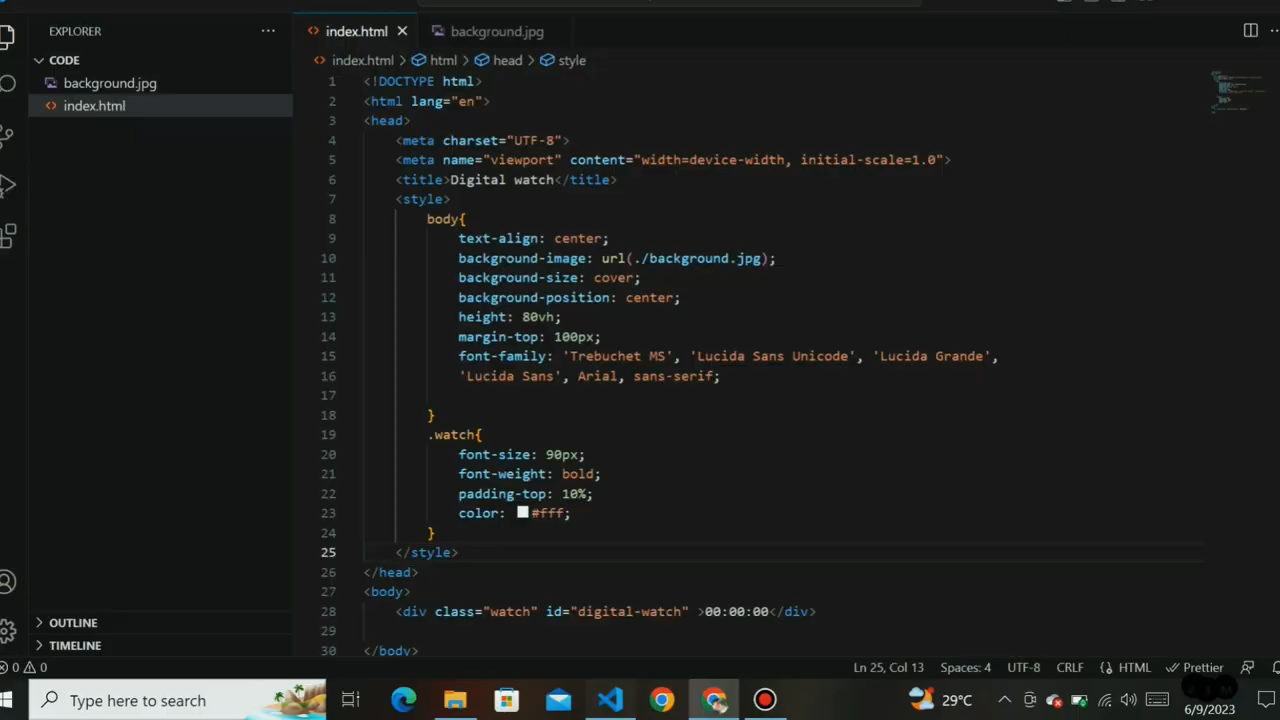 EXPLORER
CODE
background.jpg
index.html
OUTLINE
TIMELINE
index.html
background.jpg
index.html > html > head > style
1 <!DOCTYPE html>
2 <html lang="en">
3 <head>
4 <meta charset="UTF-8">
5 <meta name="viewport" content="width=device-width, initial-scale=1.0">
6 <title>Digital watch</title>
7 <style>
8 body{
9 text-align: center;
10 background-image: url(./background.jpg);
11 background-size: cover;
12 background-position: center;
13 height: 80vh;
14 margin-top: 100px;
15 font-family: 'Trebuchet MS', 'Lucida Sans Unicode', 'Lucida Grande',
16 'Lucida Sans', Arial, sans-serif;
17
18 }
19 .watch{
20 font-size: 90px;
21 font-weight: bold;
22 padding-top: 10%;
23 color: #fff;
24 }
25 </style>
26 </head>
27 <body>
28 <div class="watch" id="digital-watch" >00:00:00</div>
29
30 </body>
0 0 Ln 25, Col 13 Spaces: 4 UTF-8 CRLF HTML Prettier
Type here to search 29°C
6/9/2023